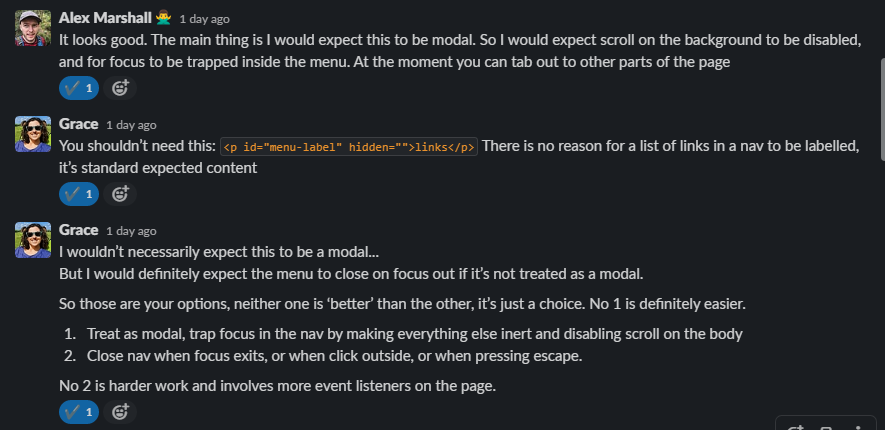 Alex Marshall 1 day ago
It looks good. The main thing is I would expect this to be modal. So I would expect scroll on the background to be disabled,
and for focus to be trapped inside the menu. At the moment you can tab out to other parts of the page
1
Grace 1 day ago
You shouldn’t need this: <p id="menu-label" hidden="">links</p> There is no reason for a list of links in a nav to be labelled,
it’s standard expected content
1
Grace 1 day ago
I wouldn’t necessarily expect this to be a modal...
But I would definitely expect the menu to close on focus out if it’s not treated as a modal.
So those are your options, neither one is ‘better’ than the other, it’s just a choice. No 1 is definitely easier.
1. Treat as modal, trap focus in the nav by making everything else inert and disabling scroll on the body
2. Close nav when focus exits, or when click outside, or when pressing escape.
No 2 is harder work and involves more event listeners on the page.
1